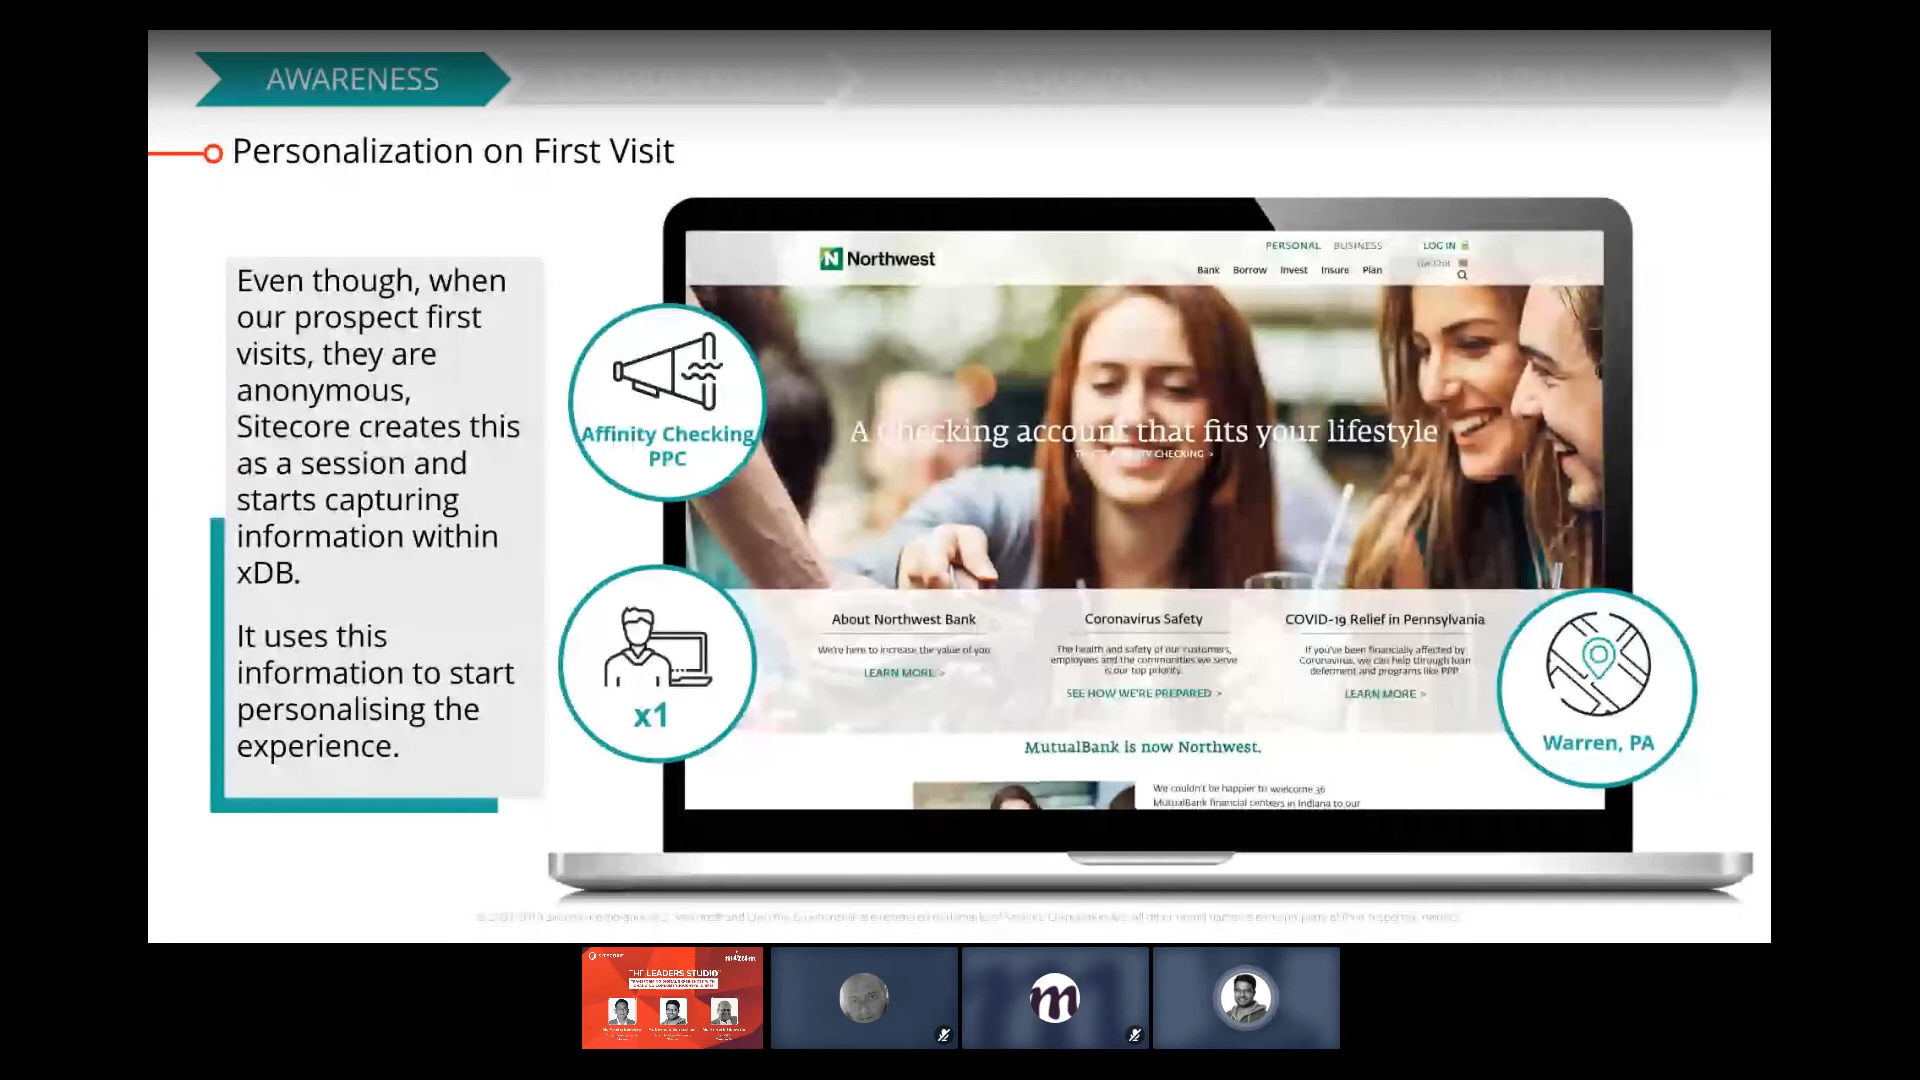 AWARENESS
Personalization on First Visit
Even though, when
our prospect first
visits, they are
anonymous,
Sitecore creates this
as a session and
starts capturing
information within
xDB.
It uses this
information to start
personalising the
experience.
Affinity Checking
PPC
x1
Warren, PA
N Northwest
PERSONAL BUSINESS LOG IN
Live Chat
Bank Borrow Invest Insure Plan
A checking account that fits your lifestyle
CHECKING >
About Northwest Bank
We're here to increase the value of you
LEARN MORE >
Coronavirus Safety
The health and safety of our customers,
employees and the communities we serve
is our top priority.
SEE HOW WE'RE PREPARED >
COVID-19 Relief in Pennsylvania
If you've been financially affected by
Coronavirus, we can help through loan
deferment and programs like PPP
LEARN MORE >
MutualBank is now Northwest.
We couldn't be happier to welcome 36
MutualBank financial centers in Indiana to our
SITECORE
THE LEADERS STUDIO
m